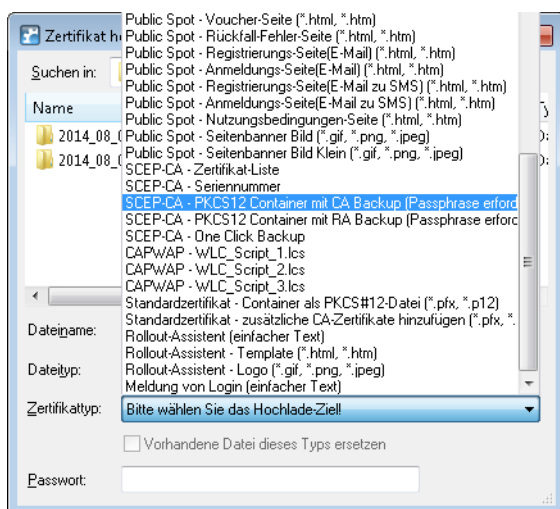 Zertifikat h
Public Spot - Voucher-Seite (*.html, *.htm)
Public Spot - Rückfall-Fehler-Seite (*.html, *.htm)
Public Spot - Registrierungs-Seite(E-Mail) (*.html, *.htm)
Public Spot - Anmeldungs-Seite(E-Mail) (*.html, *.htm)
Public Spot - Registrierungs-Seite(E-Mail zu SMS) (*.html, *.htm)
Public Spot - Anmeldungs-Seite(E-Mail zu SMS) (*.html, *.htm)
Public Spot - Nutzungsbedingungen-Seite (*.html, *.htm)
Public Spot - Seitenbanner Bild (*.gif, *.png, *.jpeg)
Public Spot - Seitenbanner Bild Klein (*.gif, *.png, *.jpeg)
SCEP-CA - Zertifikat-Liste
SCEP-CA - Seriennummer
SCEP-CA - PKCS12 Container mit CA Backup (Passphrase erford
SCEP-CA - PKCS12 Container mit RA Backup (Passphrase erford
SCEP-CA - One Click Backup
CAPWAP - WLC_Script_1.lcs
CAPWAP - WLC_Script_2.lcs
CAPWAP - WLC_Script_3.lcs
Standardzertifikat - Container als PKCS#12-Datei (*.pfx, *.p12)
Standardzertifikat - zusätzliche CA-Zertifikate hinzufügen (*.pfx, *.
Rollout-Assistent (einfacher Text)
Rollout-Assistent - Template (*.html, *.htm)
Rollout-Assistent - Logo (*.gif, *.png, *.jpeg)
Meldung von Login (einfacher Text)
Suchen in:
Name
2014_08_0
2014_08_0
Dateiname:
Dateityp:
Zertifikattyp: Bitte wählen Sie das Hochlade-Ziel!
Vorhandene Datei dieses Typs ersetzen
Passwort: